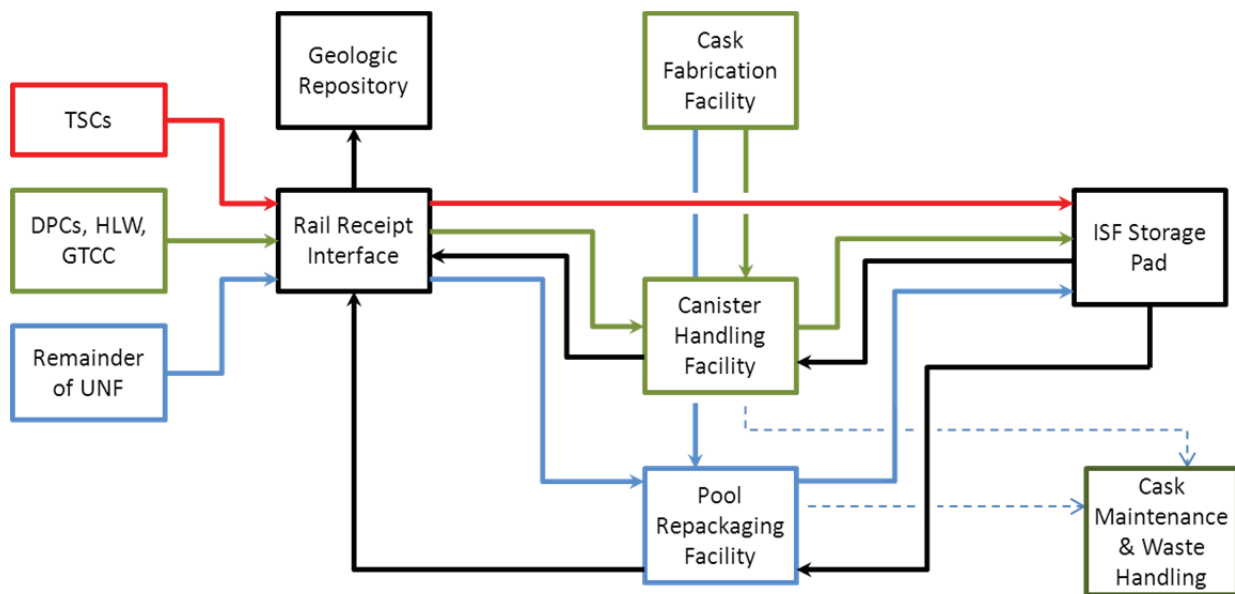 Geologic
Repository
Cask
Fabrication
Facility
TSCs
DPCs, HLW,
GTCC
Rail Receipt
Interface
ISF Storage
Pad
Canister
Handling
Facility
Remainder
of UNF
Pool
Repackaging
Facility
Cask
Maintenance
& Waste
Handling